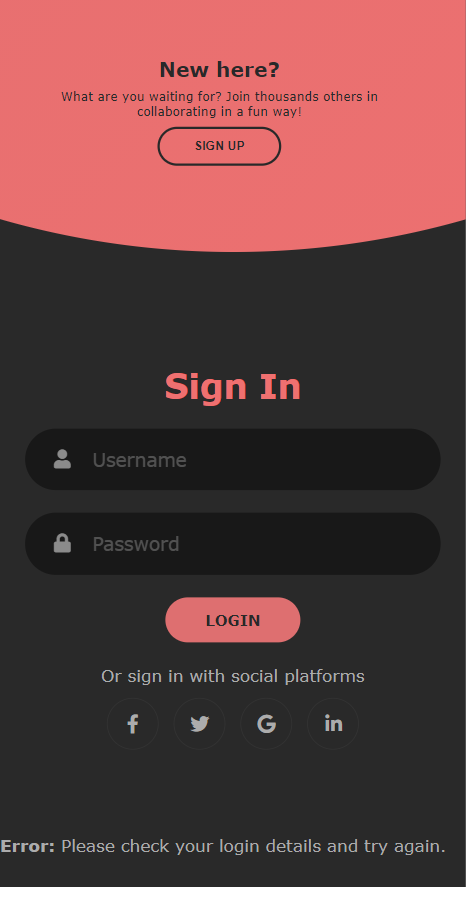 New here?
What are you waiting for? Join thousands others in
collaborating in a fun way!
SIGN UP
Sign In
Username
Password
LOGIN
Or sign in with social platforms
Error: Please check your login details and try again.